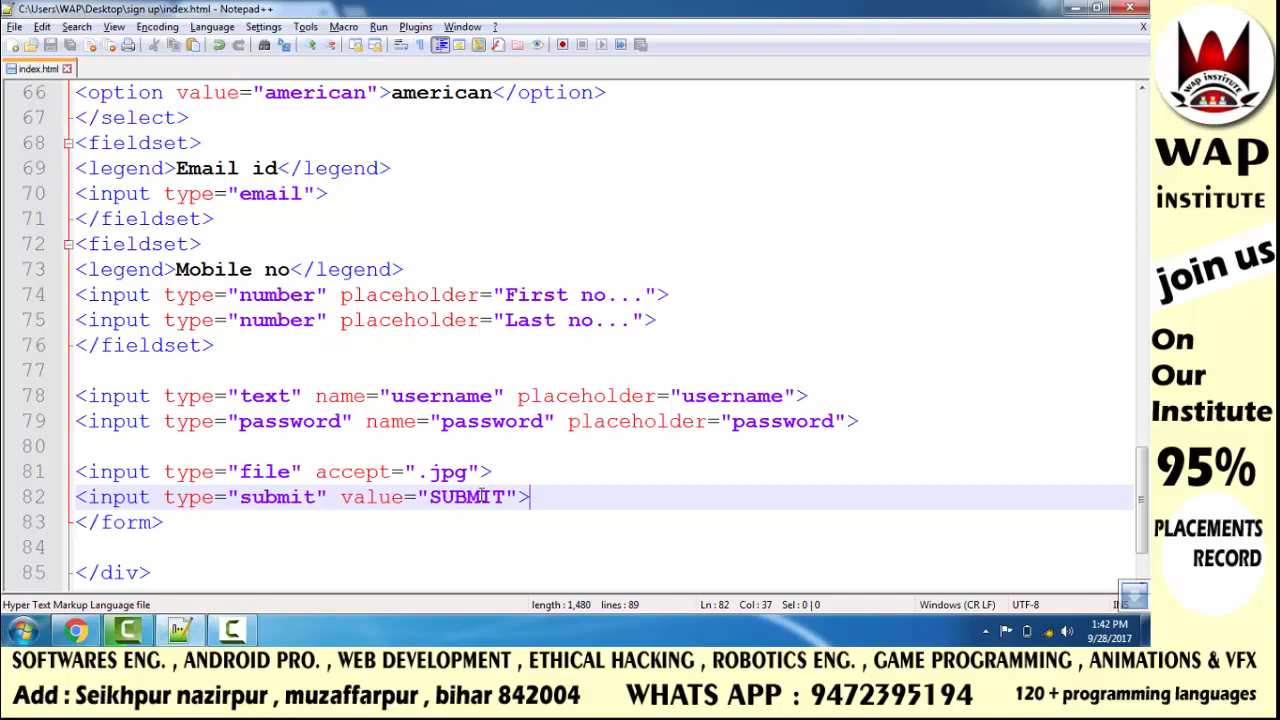 C:\Users\WAP\Desktop\sign up\index.html - Notepad++
File Edit Search View Encoding Language Settings Tools Macro Run Plugins Window ? X
index.html
66 <option value="american">american</option>
67 </select>
68 <fieldset>
69 <legend>Email id</legend>
70 <input type="email">
71 </fieldset>
72 <fieldset>
73 <legend>Mobile no</legend>
74 <input type="number" placeholder="First no...">
75 <input type="number" placeholder="Last no...">
76 </fieldset>
77
78 <input type="text" name="username" placeholder="username">
79 <input type="password" name="password" placeholder="password">
80
81 <input type="file" accept=".jpg">
82 <input type="submit" value="SUBMIT">
83 </form>
84
85 </div>
Hyper Text Markup Language file length : 1,480 lines : 89 Ln : 82 Col : 37 Sel : 0 | 0 Windows (CR LF) UTF-8 INS
1:42 PM
9/28/2017
WAP INSTITUTE
WAP
INSTITUTE
join us
On
Our
Institute
95%
PLACEMENTS
RECORD
SOFTWARES ENG. , ANDROID PRO. , WEB DEVELOPMENT , ETHICAL HACKING , ROBOTICS ENG. , GAME PROGRAMMING , ANIMATIONS & VFX
Add : Seikhpur nazirpur , muzaffarpur , bihar 842004 WHATS APP : 9472395194 120 + programming languages